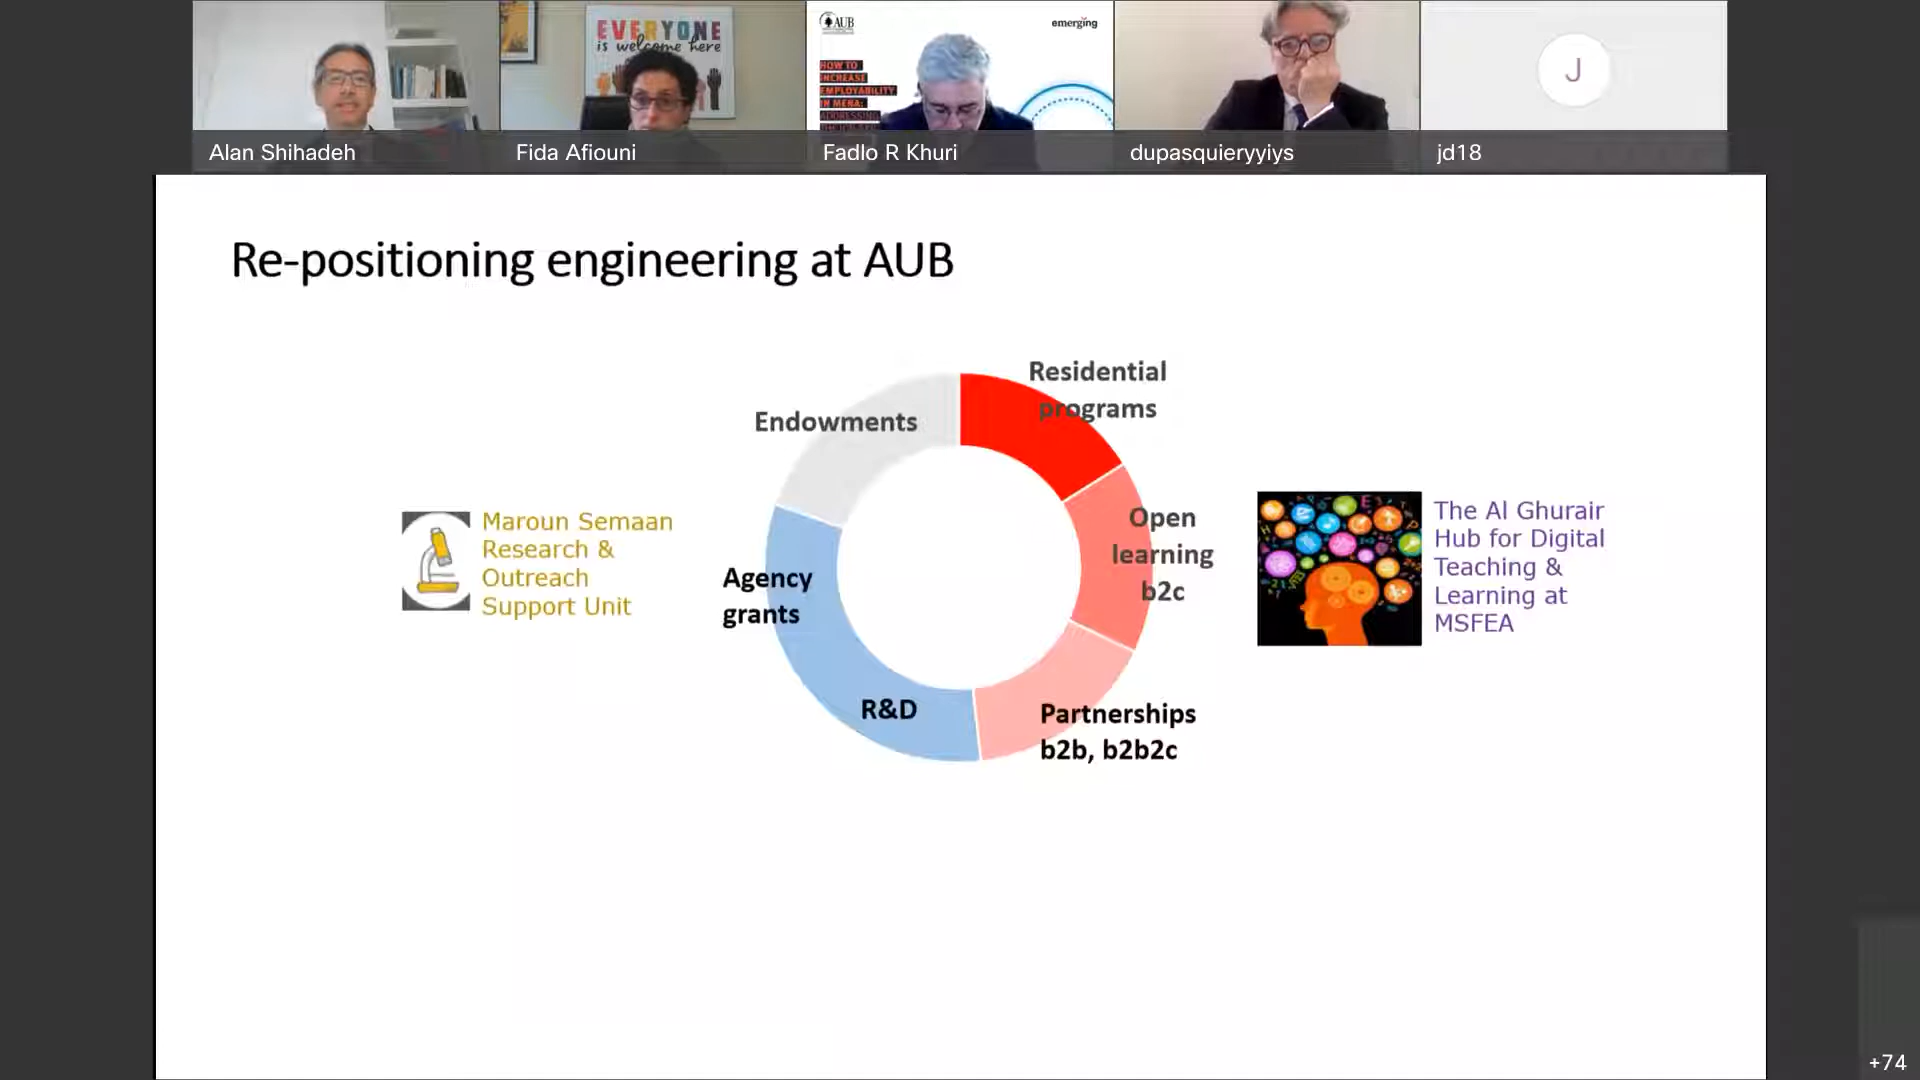 EVERYONE
is welcome here
AUB
emerging
HOW TO
INCREASE
EMPLOYABILITY
IN MENA:
ADDRESSING
Alan Shihadeh
Fida Afiouni
Fadlo R Khuri
dupasquieryyiys
J
jd18
Re-positioning engineering at AUB
Residential
programs
Endowments
Open
learning
b2c
Agency
grants
R&D
Partnerships
b2b, b2b2c
Maroun Semaan
Research &
Outreach
Support Unit
The Al Ghurair
Hub for Digital
Teaching &
Learning at
MSFEA
+74